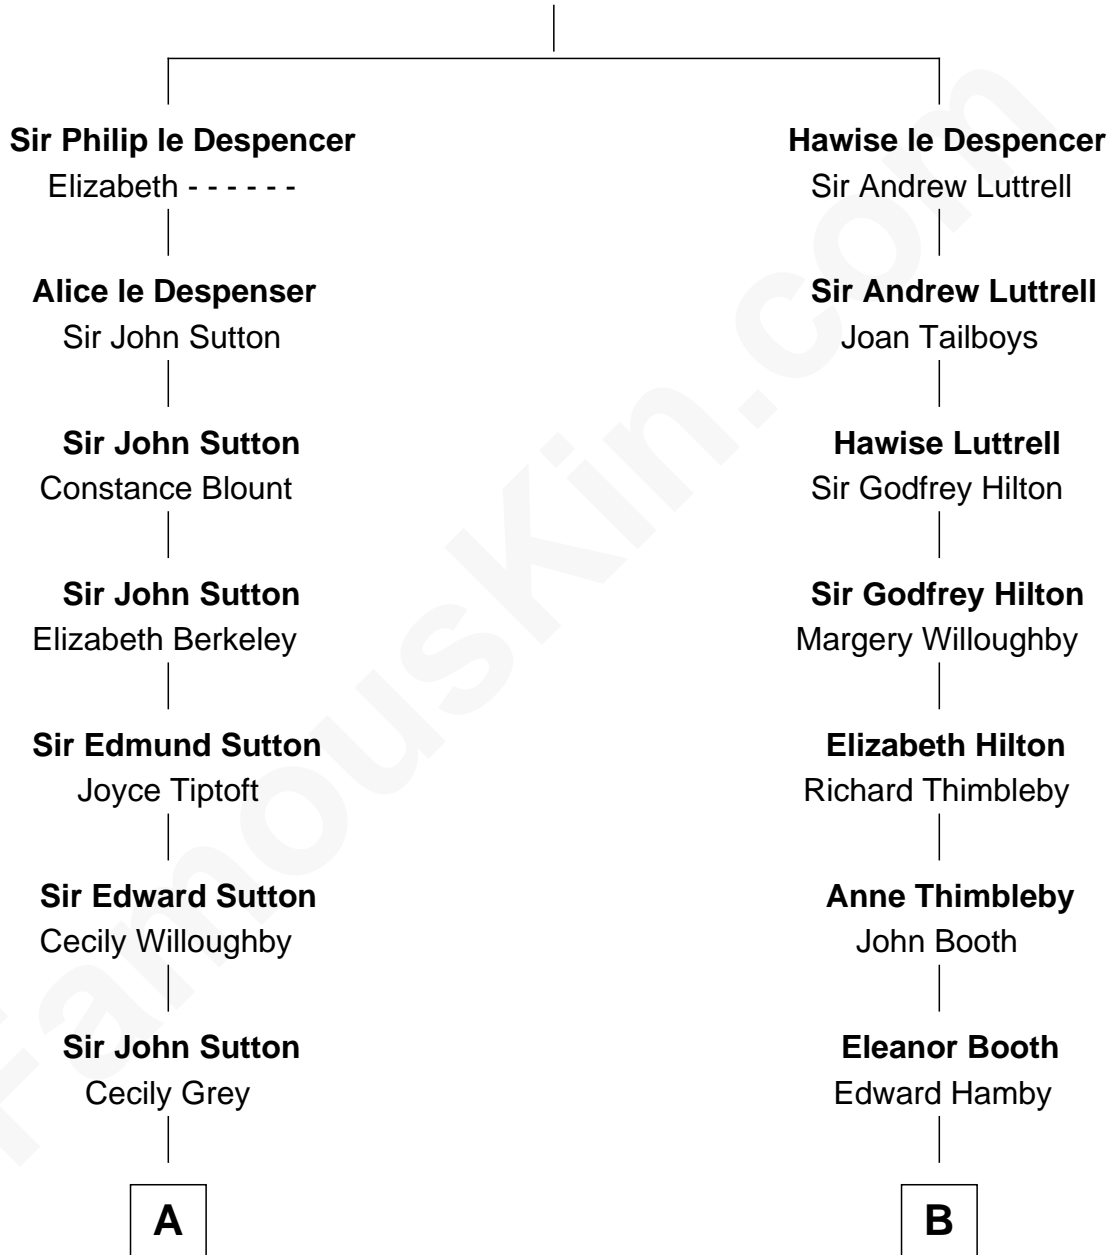 Sir Philip le Despencer
Elizabeth - - - - - -
Alice le Despenser
Sir John Sutton
Sir John Sutton
Constance Blount
Sir John Sutton
Elizabeth Berkeley
Sir Edmund Sutton
Joyce Tiptoft
Sir Edward Sutton
Cecily Willoughby
Sir John Sutton
Cecily Grey
A
Hawise le Despencer
Sir Andrew Luttrell
Sir Andrew Luttrell
Joan Tailboys
Hawise Luttrell
Sir Godfrey Hilton
Sir Godfrey Hilton
Margery Willoughby
Elizabeth Hilton
Richard Thimbleby
Anne Thimbleby
John Booth
Eleanor Booth
Edward Hamby
B
FamousKin.com